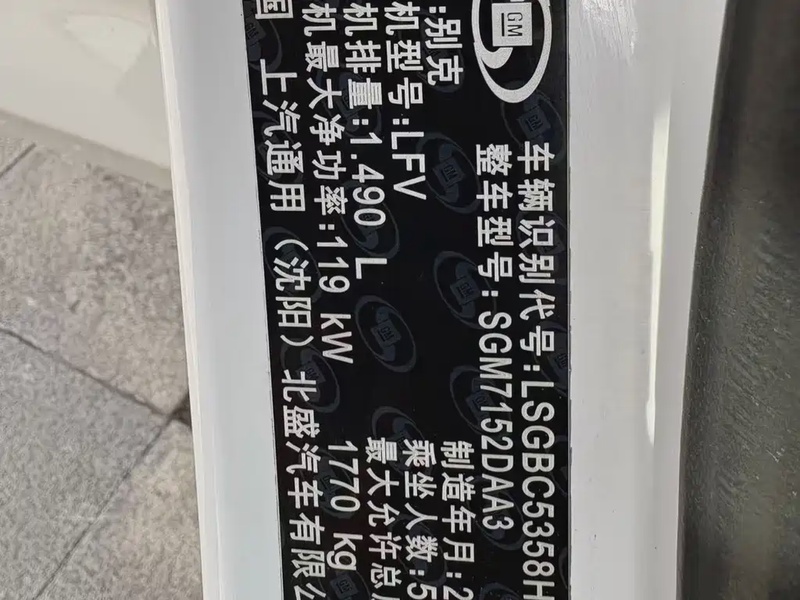 GM
车辆识别代号:LSGBC5358H
整车型号:SGM7152DAA3
:别克
制造年月:2
机型号:LFV
乘坐人数:5
机排量:1.490 L
最大允许总
机最大净功率:119 kW
1770 kg
国 上汽通用（沈阳）北盛汽车有限公